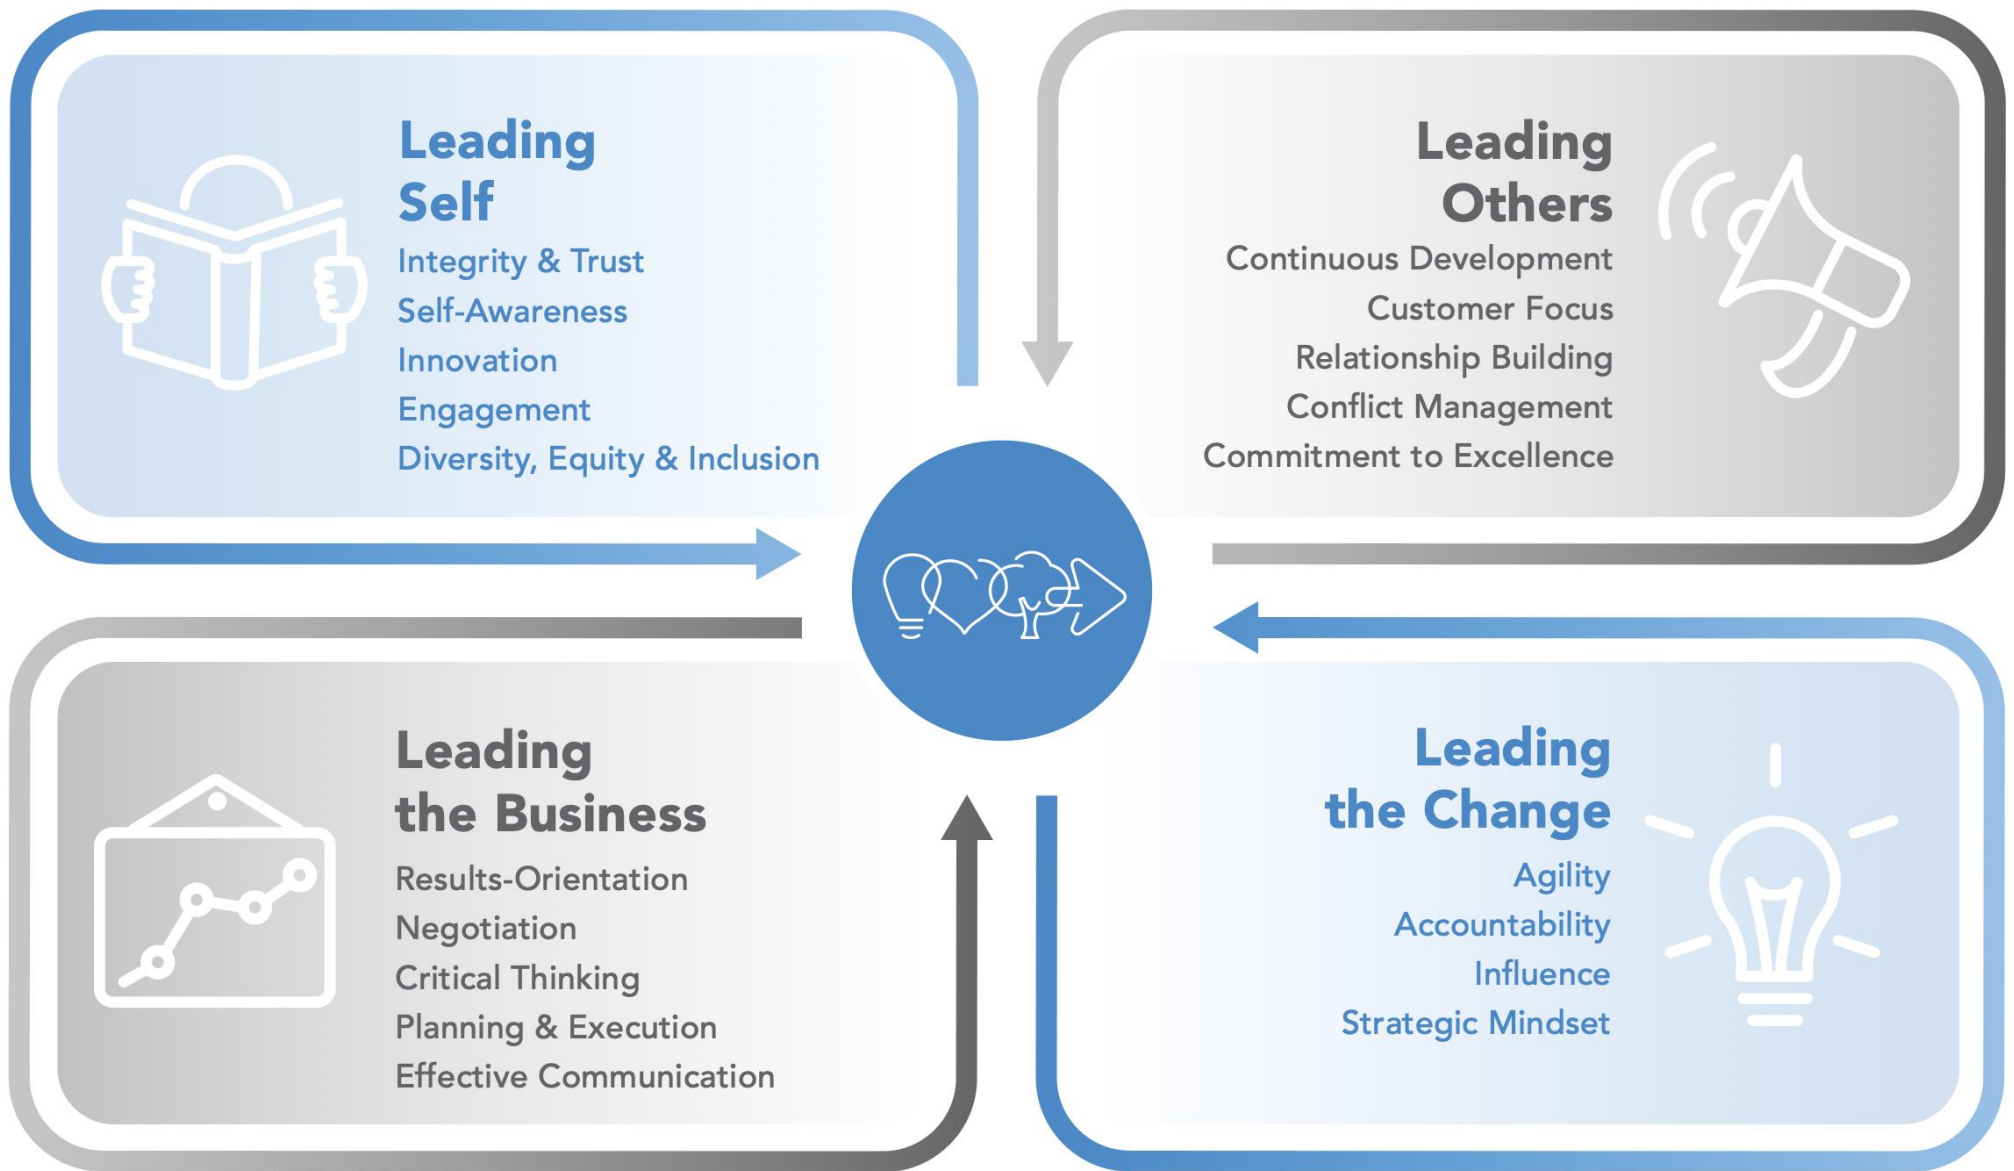 Leading
Self
Integrity & Trust
Self-Awareness
Innovation
Engagement
Diversity, Equity & Inclusion
Leading
Others
Continuous Development
Customer Focus
Relationship Building
Conflict Management
Commitment to Excellence
Leading
the Business
Results-Orientation
Negotiation
Critical Thinking
Planning & Execution
Effective Communication
Leading
the Change
Agility
Accountability
Influence
Strategic Mindset